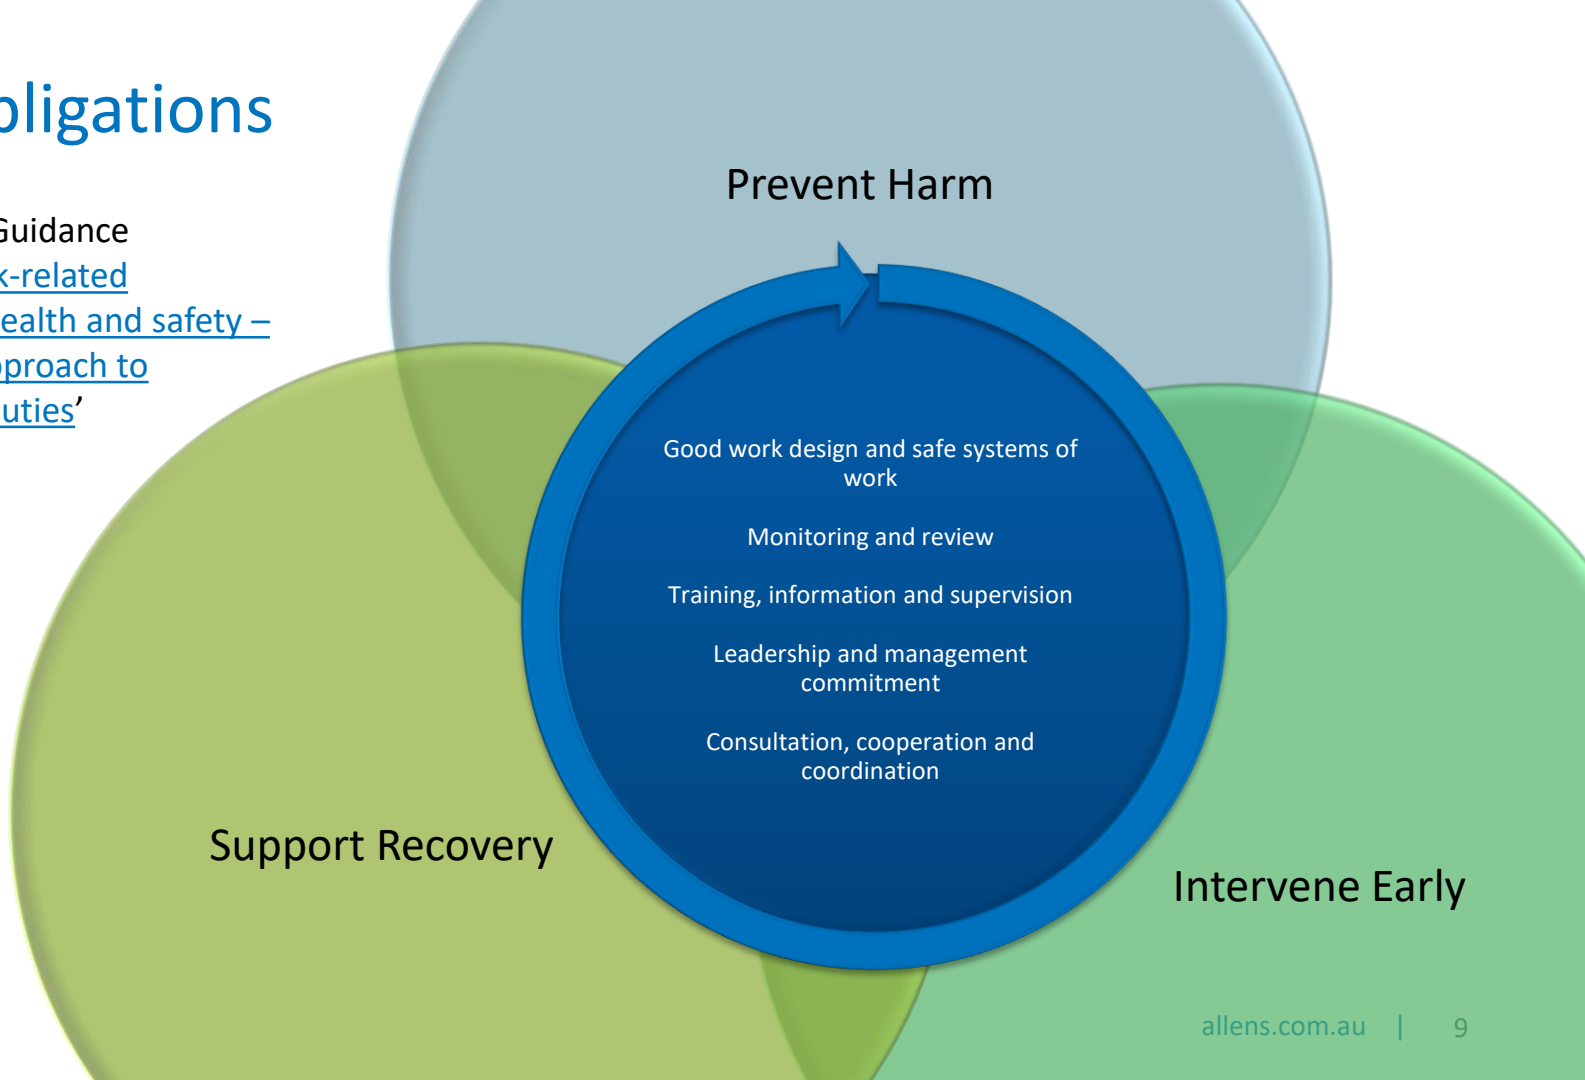 bligations
Guidance
k-related
ealth and safety –
pproach to
uties’
Prevent Harm
Good work design and safe systems of
work
Monitoring and review
Training, information and supervision
Leadership and management
commitment
Consultation, cooperation and
coordination
Support Recovery
Intervene Early
allens.com.au | 9